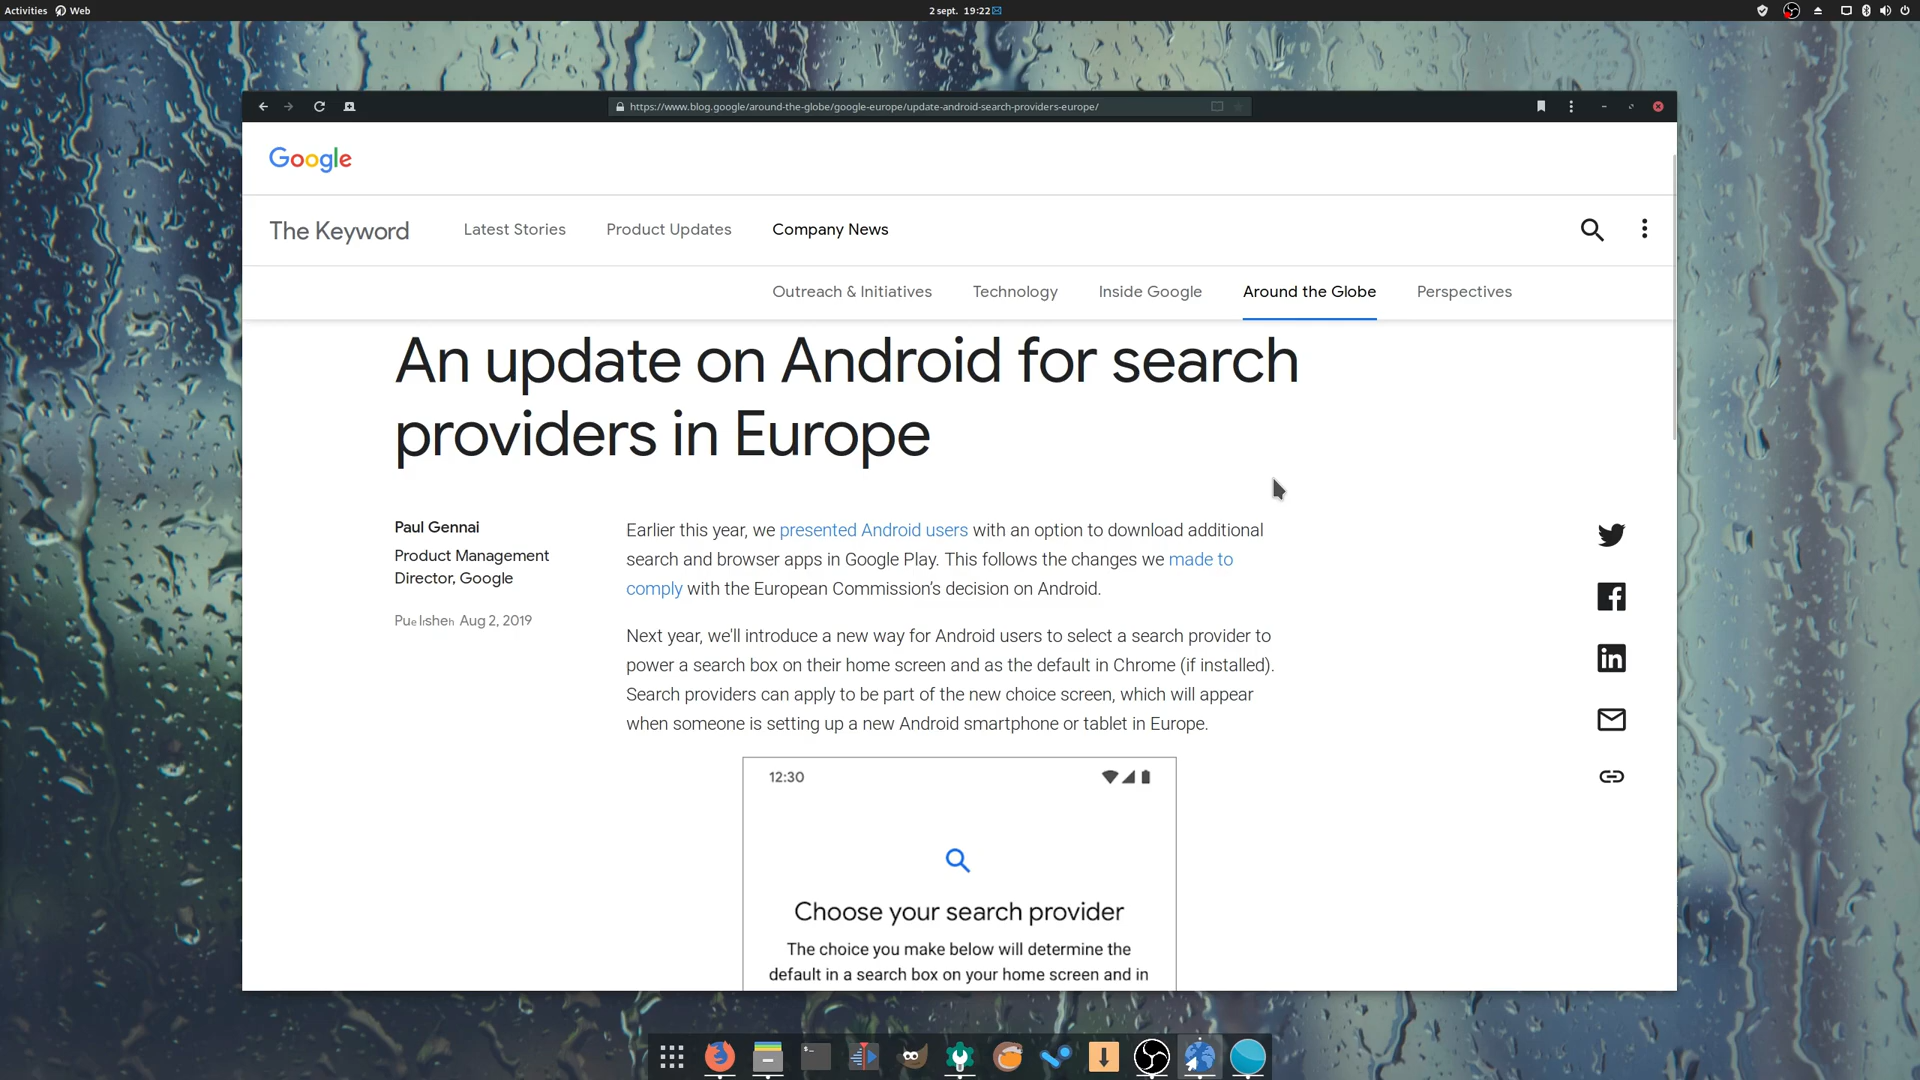 Activities Web 2 sept. 19:22
https://www.blog.google/around-the-globe/google-europe/update-android-search-providers-europe/
Google
The Keyword Latest Stories Product Updates Company News
Outreach & Initiatives Technology Inside Google Around the Globe Perspectives
An update on Android for search
providers in Europe
Paul Gennai
Product Management
Director, Google
Aug 2, 2019
Earlier this year, we presented Android users with an option to download additional
search and browser apps in Google Play. This follows the changes we made to
comply with the European Commission’s decision on Android.
Next year, we'll introduce a new way for Android users to select a search provider to
power a search box on their home screen and as the default in Chrome (if installed).
Search providers can apply to be part of the new choice screen, which will appear
when someone is setting up a new Android smartphone or tablet in Europe.
12:30
Choose your search provider
The choice you make below will determine the
default in a search box on your home screen and in